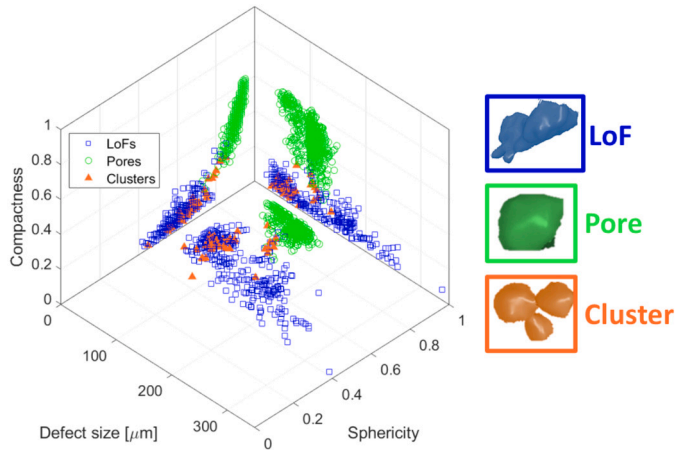 1
0.8
0.6
0.4
0.2
0
Compactness
LoFs
Pores
Clusters
0
100
200
300
Defect size [μm]
0
0.2
0.4
0.6
0.8
1
Sphericity
LoF
Pore
Cluster